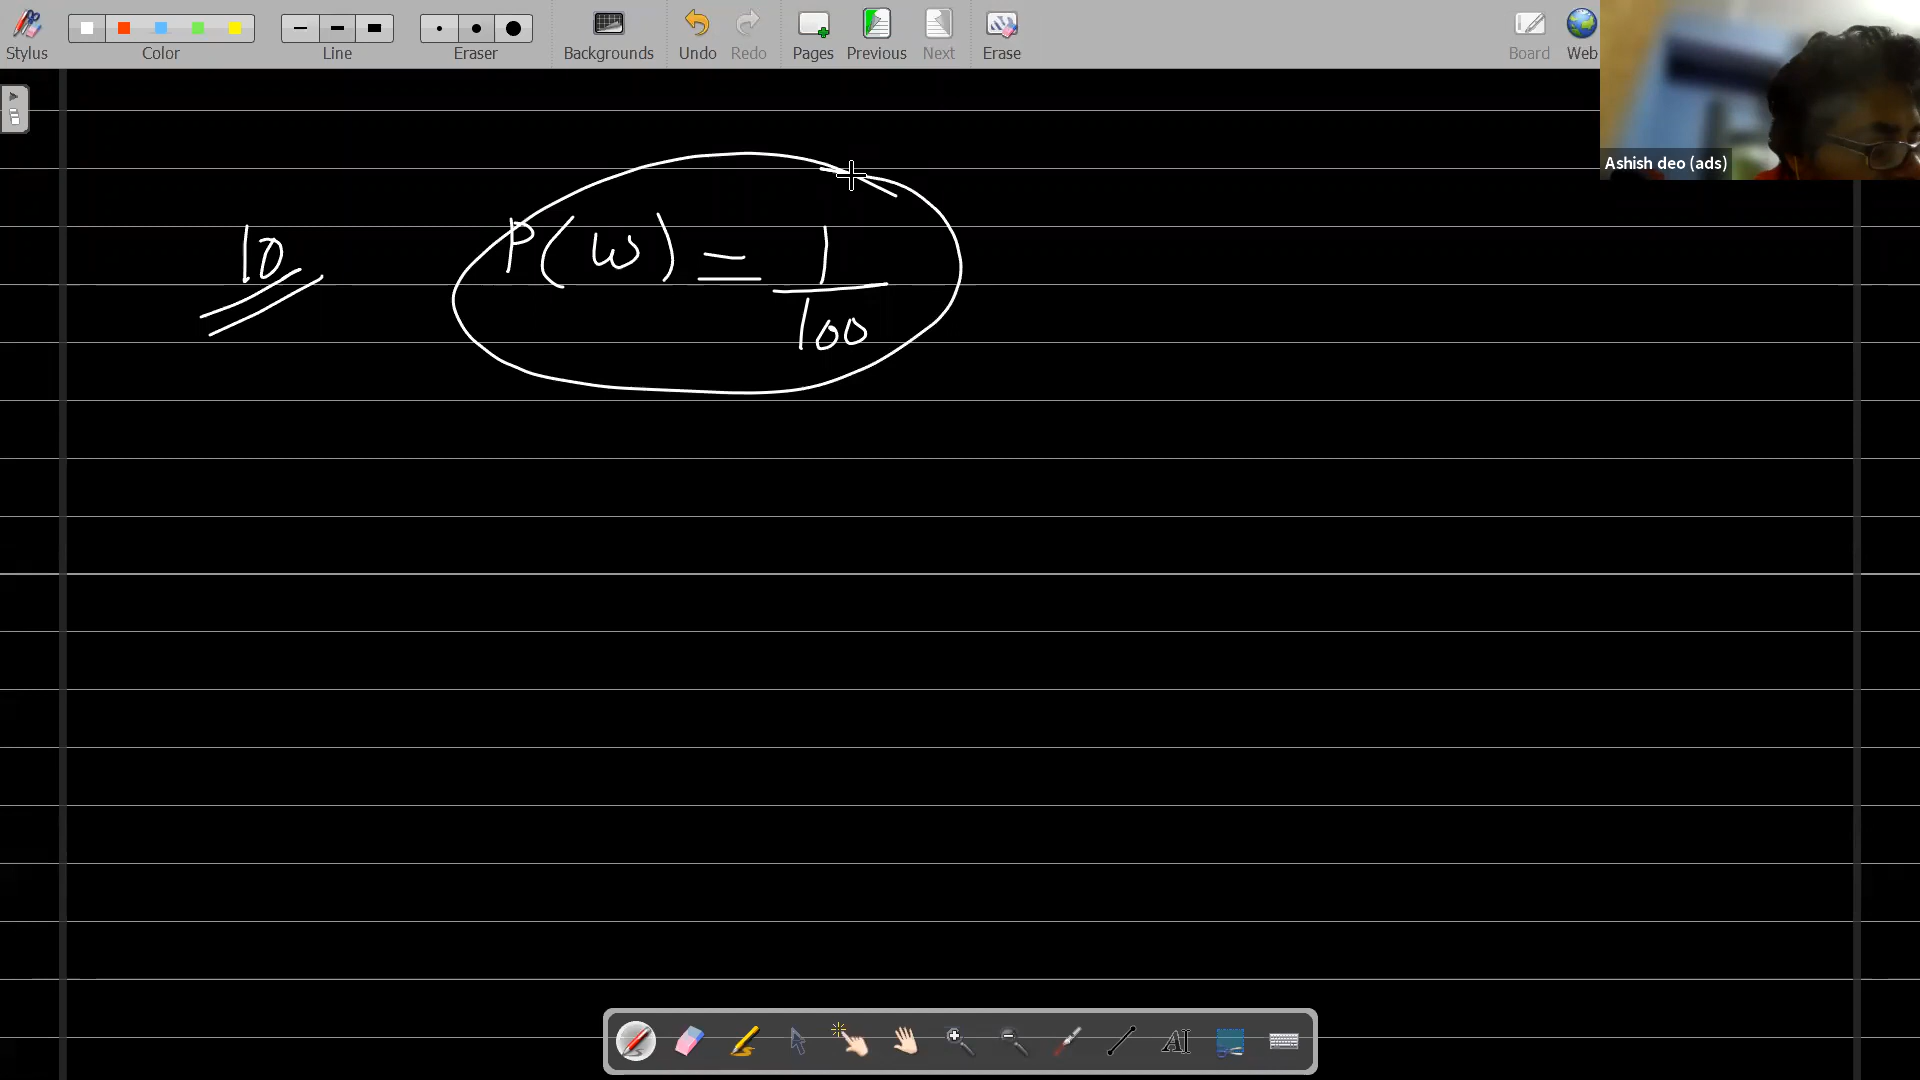 Stylus Color Line Eraser Backgrounds Undo Redo Pages Previous Next Erase Board Web
Ashish deo (ads)
10 P(ω) = 1/100